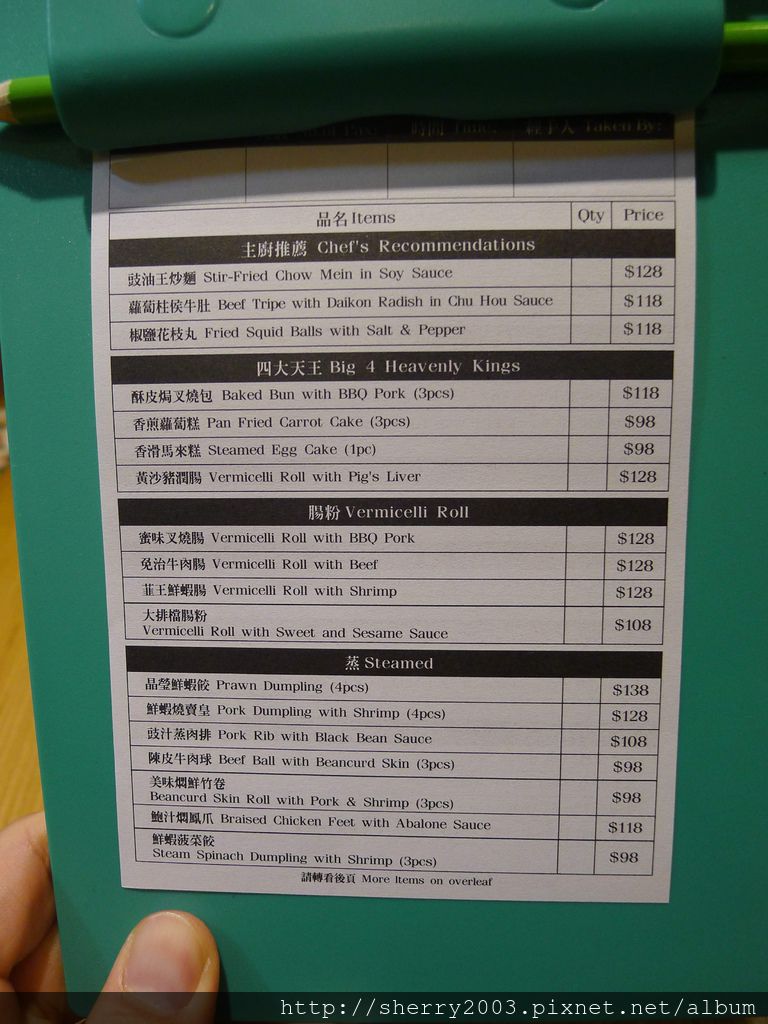 時間 Time: 經手人 Taken By:
品名 Items Qty Price
主廚推薦 Chef's Recommendations
豉油王炒麵 Stir-Fried Chow Mein in Soy Sauce $128
蘿蔔柱侯牛肚 Beef Tripe with Daikon Radish in Chu Hou Sauce $118
椒鹽花枝丸 Fried Squid Balls with Salt & Pepper $118
四大天王 Big 4 Heavenly Kings
酥皮焗叉燒包 Baked Bun with BBQ Pork (3pcs) $118
香煎蘿蔔糕 Pan Fried Carrot Cake (3pcs) $98
香滑馬來糕 Steamed Egg Cake (1pc) $98
黃沙豬潤腸 Vermicelli Roll with Pig's Liver $128
腸粉 Vermicelli Roll
蜜味叉燒腸 Vermicelli Roll with BBQ Pork $128
免治牛肉腸 Vermicelli Roll with Beef $128
韮王鮮蝦腸 Vermicelli Roll with Shrimp $128
大排檔腸粉
Vermicelli Roll with Sweet and Sesame Sauce $108
蒸 Steamed
晶瑩鮮蝦餃 Prawn Dumpling (4pcs) $138
鮮蝦燒賣皇 Pork Dumpling with Shrimp (4pcs) $128
豉汁蒸肉排 Pork Rib with Black Bean Sauce $108
陳皮牛肉球 Beef Ball with Beancurd Skin (3pcs) $98
美味燜鮮竹卷
Beancurd Skin Roll with Pork & Shrimp (3pcs) $98
鮑汁燜鳳爪 Braised Chicken Feet with Abalone Sauce $118
鮮蝦菠菜餃
Steam Spinach Dumpling with Shrimp (3pcs) $98
請轉看後頁 More Items on overleaf
http://sherry2003.pixnet.net/album